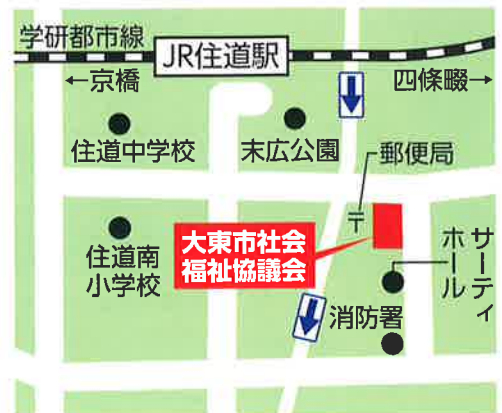 学研都市線
JR住道駅
←京橋
四條畷→
住道中学校
末広公園
郵便局
〒
住道南
小学校
大東市社会
福祉協議会
サーティ
ホール
消防署